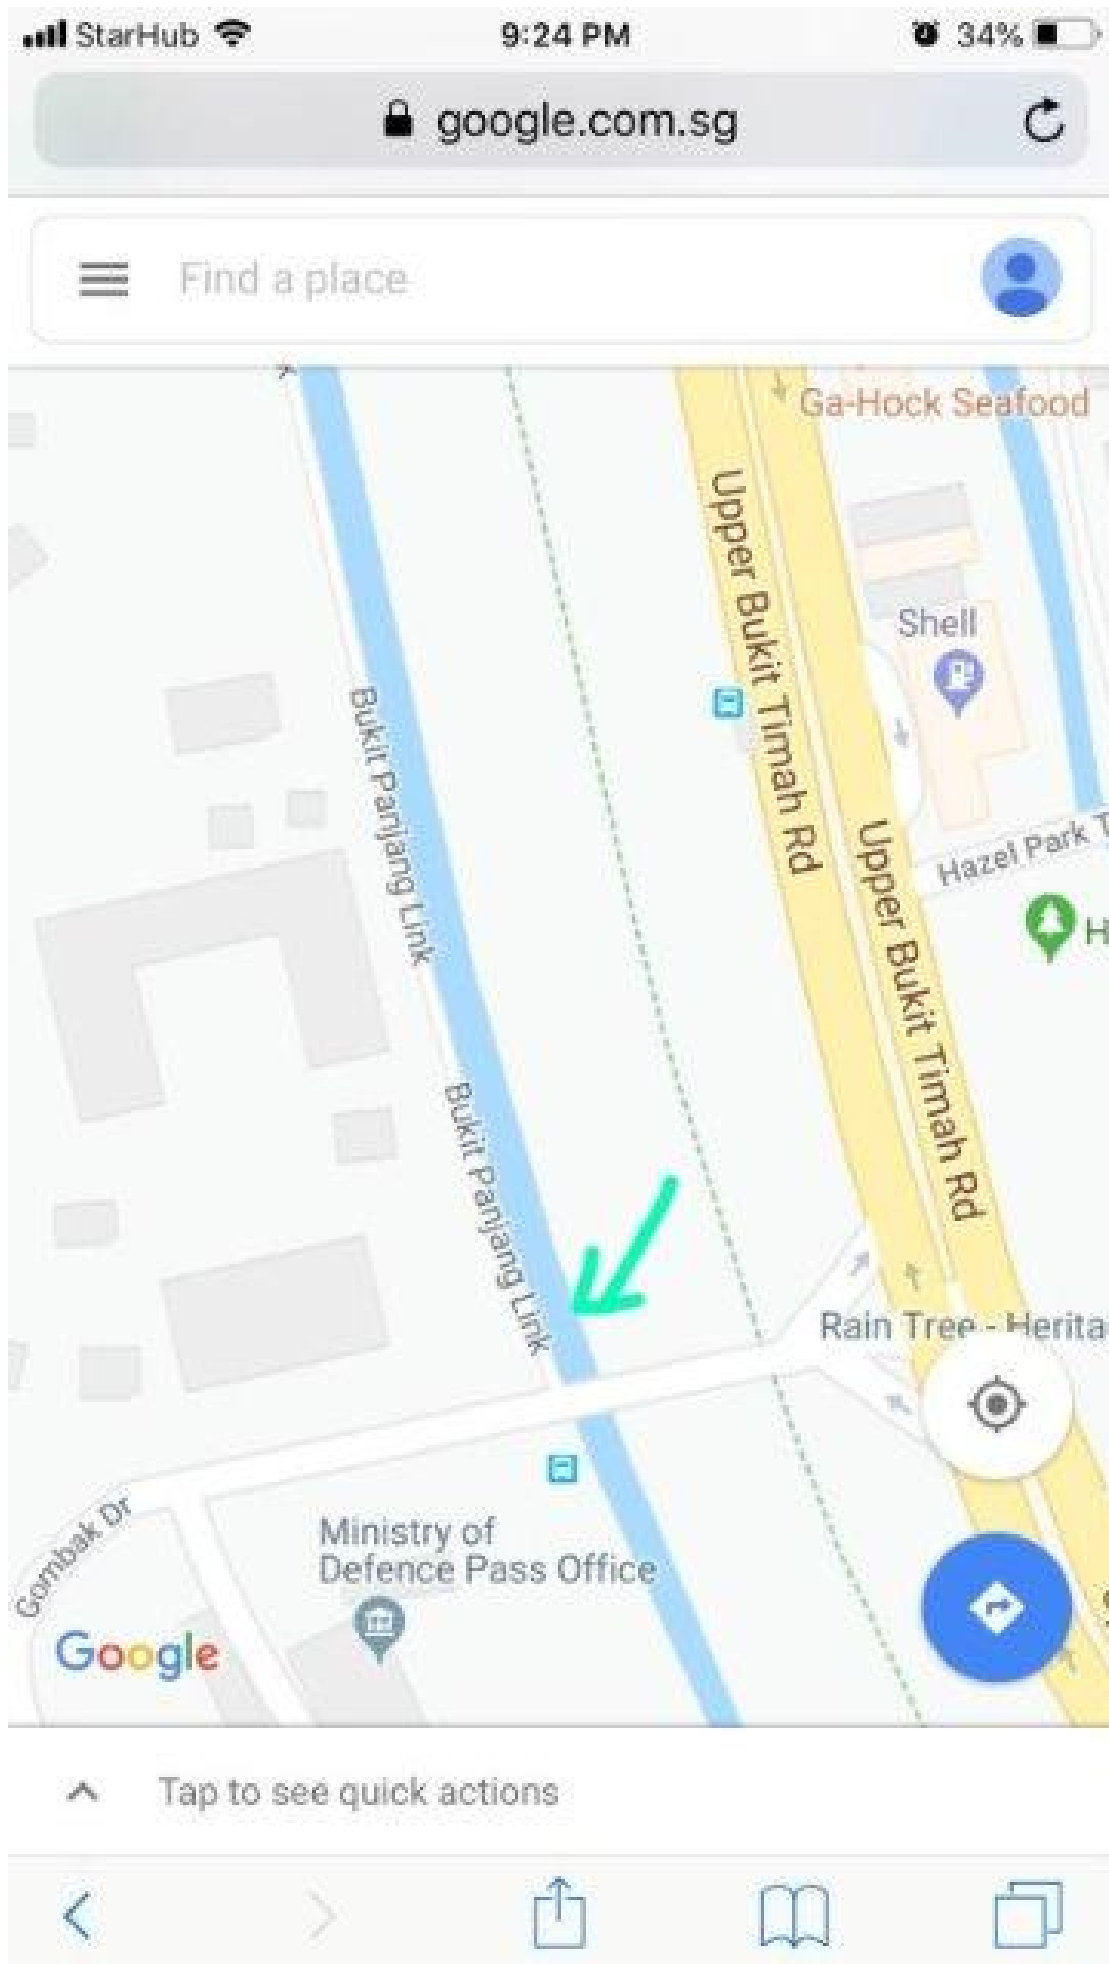 StarHub
9:24 PM
34%
google.com.sg
Find a place
Ga-Hock Seafood
Upper Bukit Timah Rd
Shell
Bukit Panjang Link
Upper Bukit Timah Rd
Hazel Park T
H
Bukit Panjang Link
Rain Tree - Herita
Gombak Dr
Ministry of
Defence Pass Office
Google
Tap to see quick actions